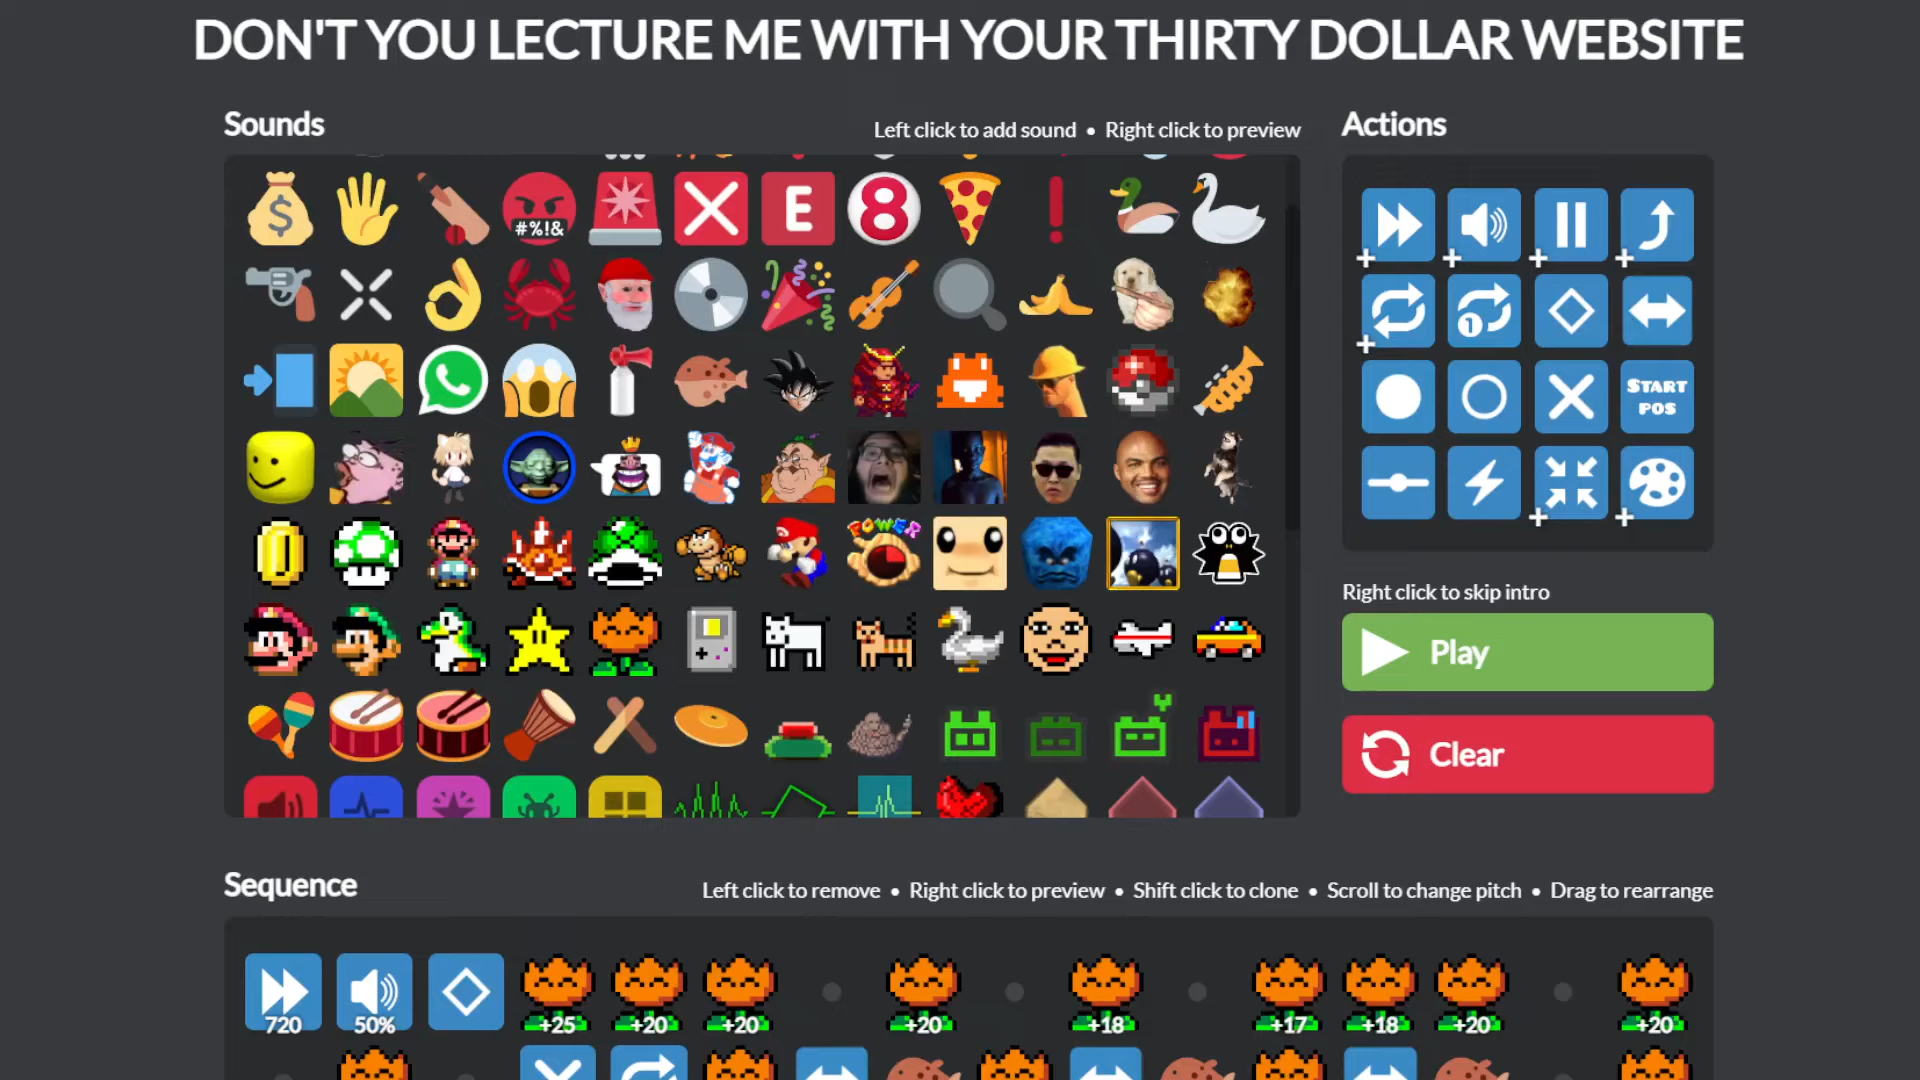 DON'T YOU LECTURE ME WITH YOUR THIRTY DOLLAR WEBSITE
Sounds
Left click to add sound • Right click to preview
Actions
$
#%!&
E
8
1
START
POS
POWER
Right click to skip intro
Play
Clear
Sequence
Left click to remove • Right click to preview • Shift click to clone • Scroll to change pitch • Drag to rearrange
720 50% +25 +20 +20 +20 +18 +17 +18 +20 +20